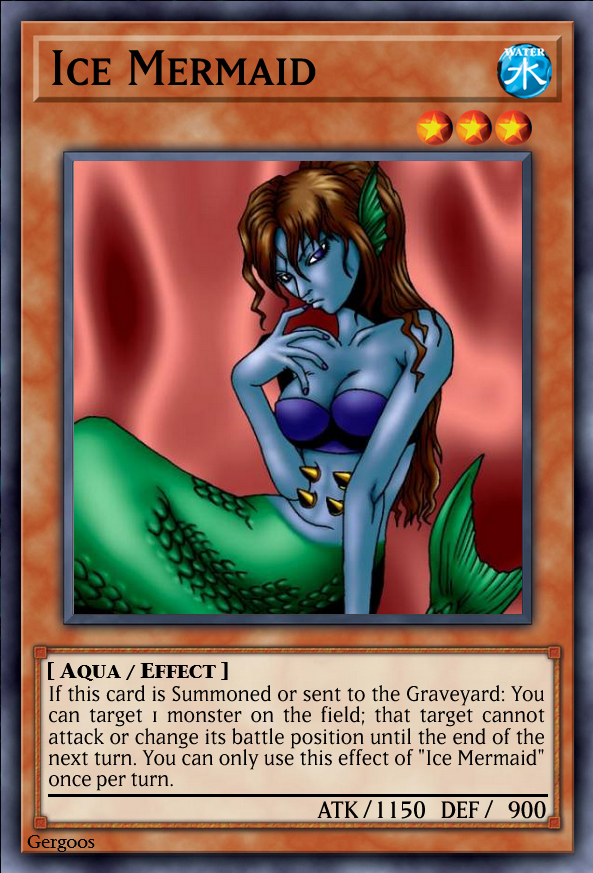 Ice Mermaid
WATER
水
[ Aqua / Effect ]
If this card is Summoned or sent to the Graveyard: You
can target 1 monster on the field; that target cannot
attack or change its battle position until the end of the
next turn. You can only use this effect of "Ice Mermaid"
once per turn.
ATK/1150 DEF/ 900
Gergoos